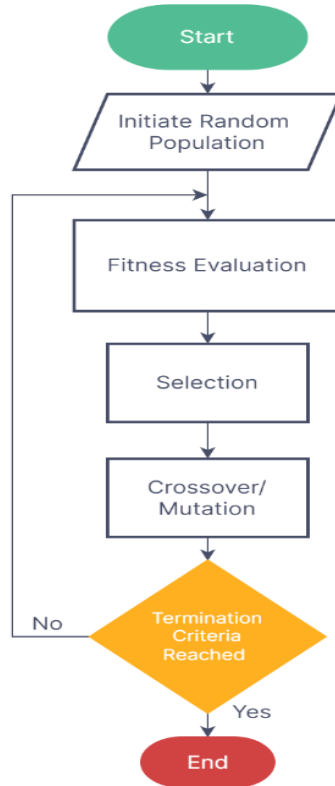 Start
Initiate Random
Population
Fitness Evaluation
Selection
Crossover/
Mutation
Termination
Criteria
Reached
No
Yes
End